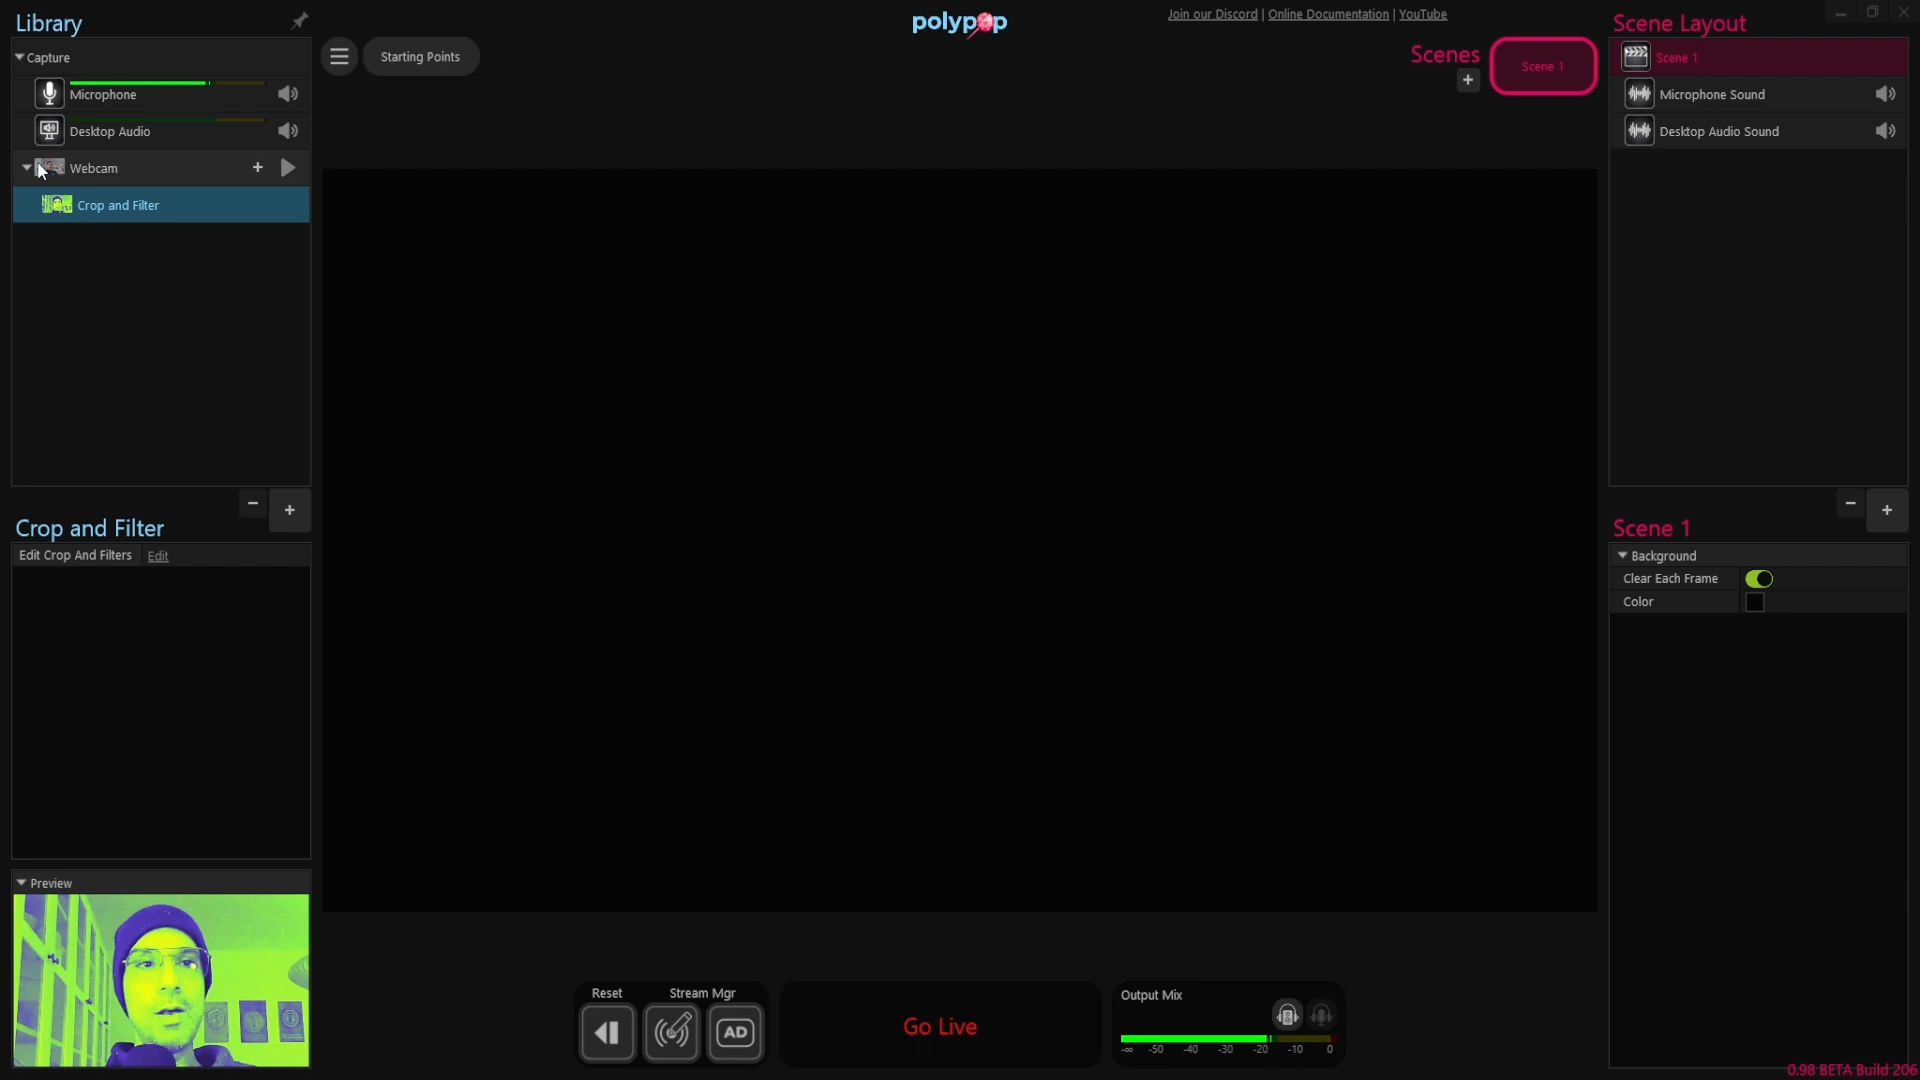 Library
Capture
Microphone
Desktop Audio
Webcam
Crop and Filter
Crop and Filter
Edit Crop And Filters Edit
Preview
Starting Points
polypop
Join our Discord | Online Documentation | YouTube
Scenes
+
Scene 1
Reset
Stream Mgr
AD
Go Live
Output Mix
-∞ -50 -40 -30 -20 -10 0
Scene Layout
Scene 1
Microphone Sound
Desktop Audio Sound
Scene 1
Background
Clear Each Frame
Color
0.98 BETA Build 206